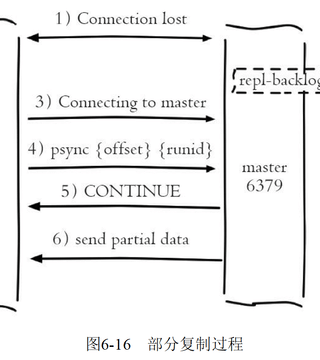 1) Connection lost
repl-backlog
3) Connecting to master
4) psync {offset} {runid}
master
6379
5) CONTINUE
6) send partial data
图6-16 部分复制过程